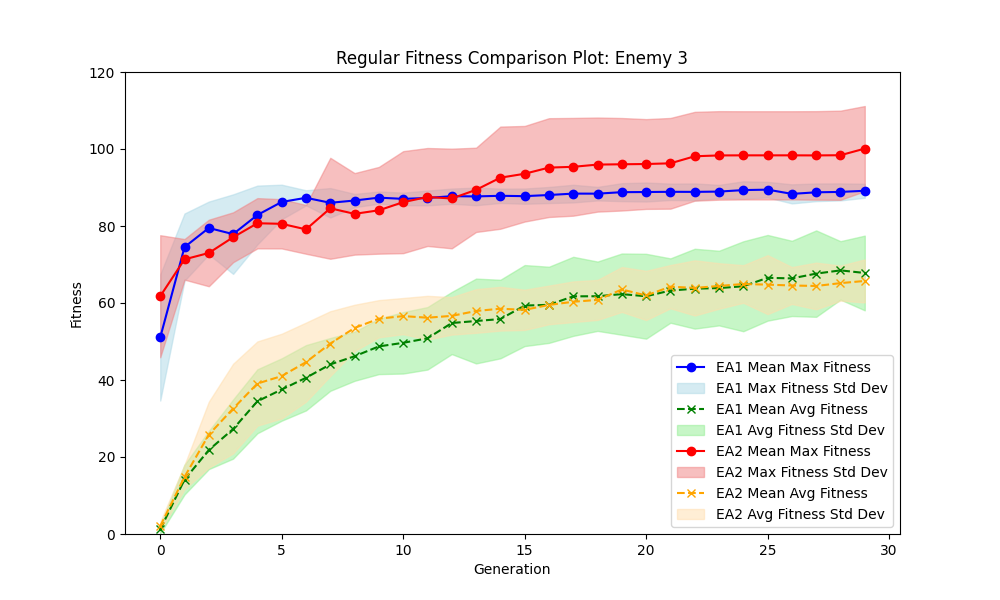 Regular Fitness Comparison Plot: Enemy 3
120
100
80
60
40
20
0
Fitness
0 5 10 15 20 25 30
Generation
EA1 Mean Max Fitness
EA1 Max Fitness Std Dev
EA1 Mean Avg Fitness
EA1 Avg Fitness Std Dev
EA2 Mean Max Fitness
EA2 Max Fitness Std Dev
EA2 Mean Avg Fitness
EA2 Avg Fitness Std Dev